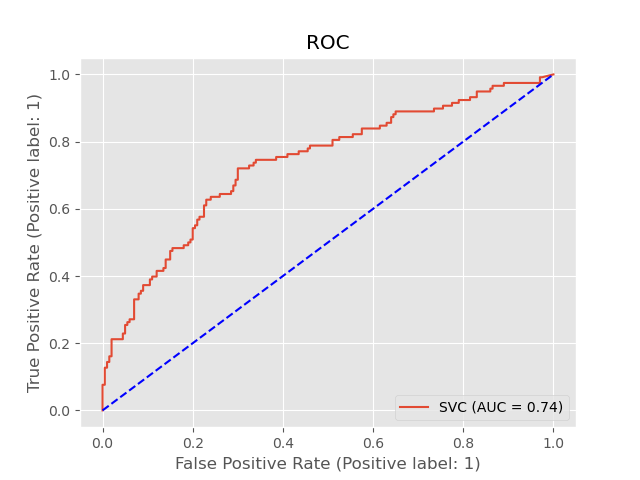 ROC
True Positive Rate (Positive label: 1)
1.0
0.8
0.6
0.4
0.2
0.0
SVC (AUC = 0.74)
0.0 0.2 0.4 0.6 0.8 1.0
False Positive Rate (Positive label: 1)